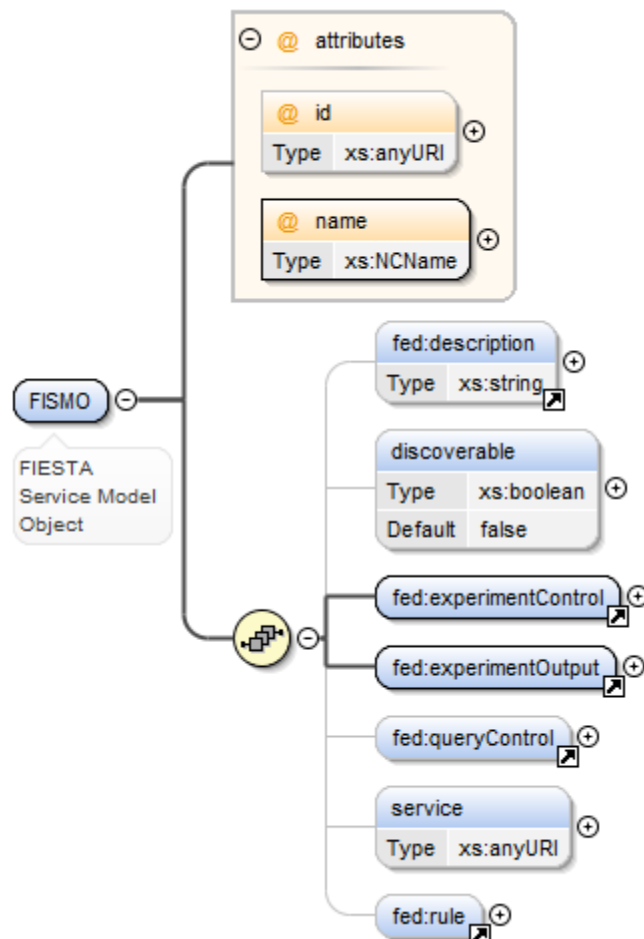 @ attributes
@ id
Type xs:anyURI
@ name
Type xs:NCName
fed:description
Type xs:string
FISMO
discoverable
Type xs:boolean
Default false
FIESTA
Service Model
Object
fed:experimentControl
fed:experimentOutput
fed:queryControl
service
Type xs:anyURI
fed:rule